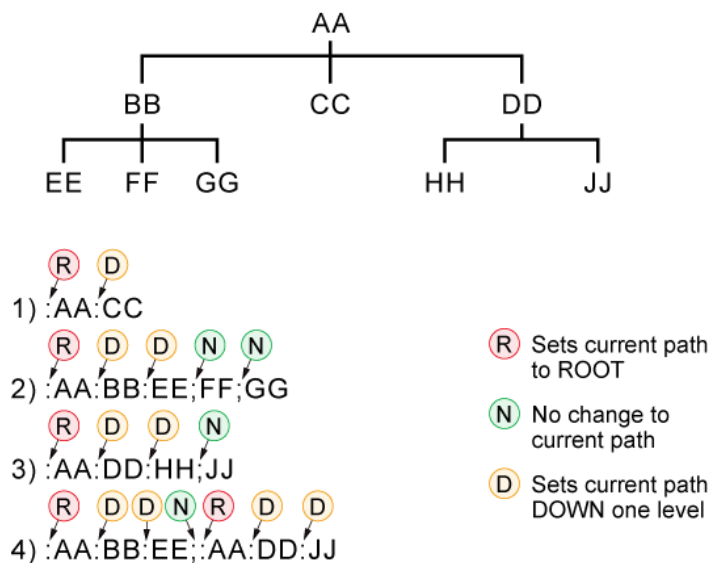 AA
BB CC DD
EE FF GG HH JJ
R D
1) :AA:CC
R D D N N
2) :AA:BB:EE;FF;GG
R D D N
3) :AA:DD:HH;JJ
R D D N R D D
4) :AA:BB:EE;:AA:DD:JJ
R Sets current path
to ROOT
N No change to
current path
D Sets current path
DOWN one level